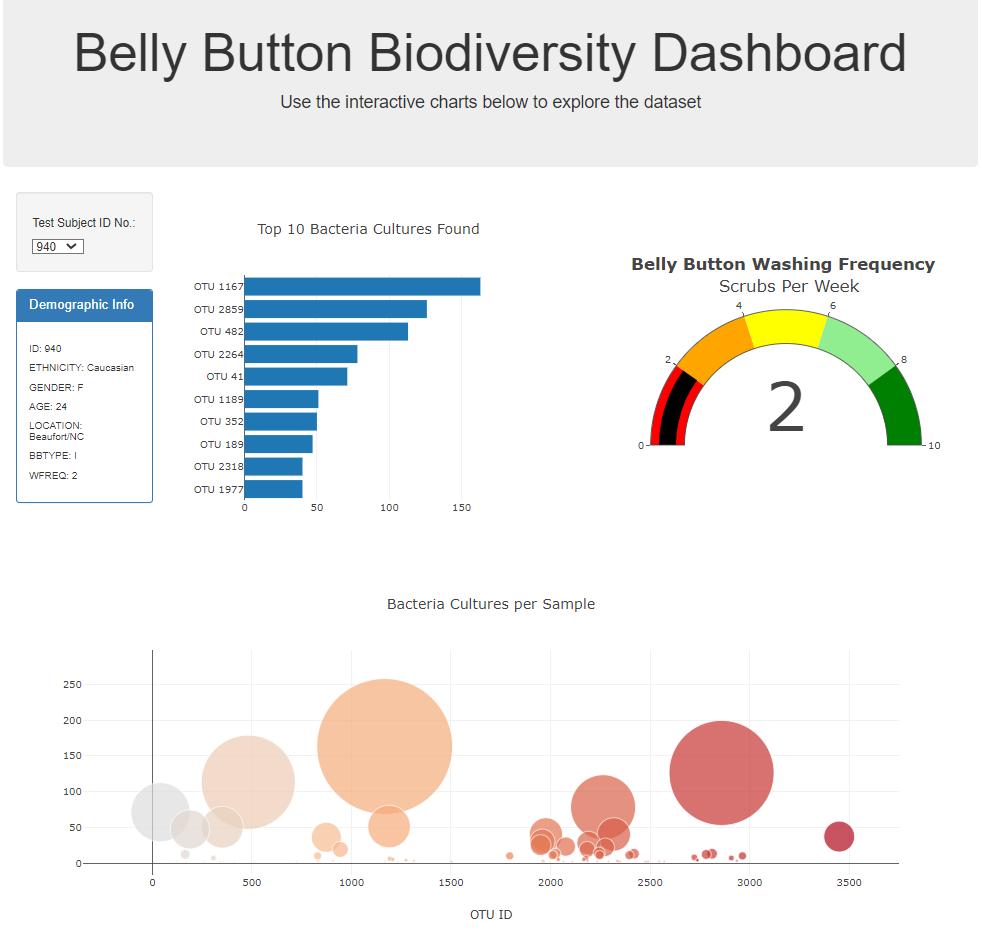 Belly Button Biodiversity Dashboard
Use the interactive charts below to explore the dataset
Test Subject ID No.:
940
Demographic Info
ID: 940
ETHNICITY: Caucasian
GENDER: F
AGE: 24
LOCATION:
Beaufort/NC
BBTYPE: I
WFREQ: 2
Top 10 Bacteria Cultures Found
OTU 1167
OTU 2859
OTU 482
OTU 2264
OTU 41
OTU 1189
OTU 352
OTU 189
OTU 2318
OTU 1977
0 50 100 150
Belly Button Washing Frequency
Scrubs Per Week
4 6
2 8
2
0 10
Bacteria Cultures per Sample
250
200
150
100
50
0
0 500 1000 1500 2000 2500 3000 3500
OTU ID